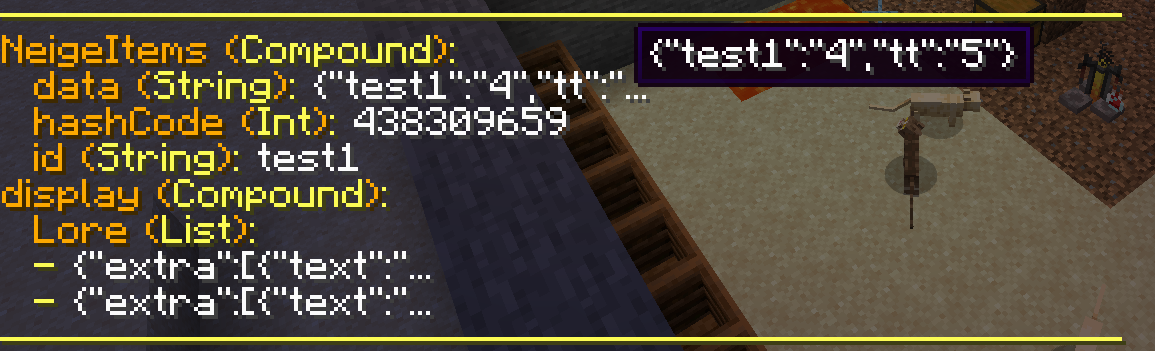 NeigeItems (Compound):
data (String): {"test1":"4","tt":"...
{"test1":"4","tt":"5"}
hashCode (Int): 438309659
id (String): test1
display (Compound):
Lore (List):
- {"extra":[{"text":"...
- {"extra":[{"text":"...